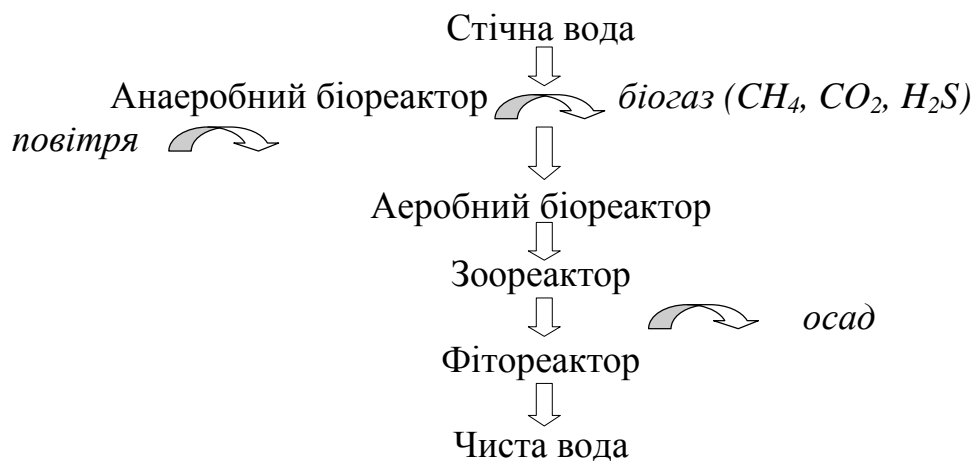 Стічна вода
Анаеробний біореактор біогаз (CH₄, CO₂, H₂S)
повітря
Аеробний біореактор
Зоореактор
осад
Фітореактор
Чиста вода